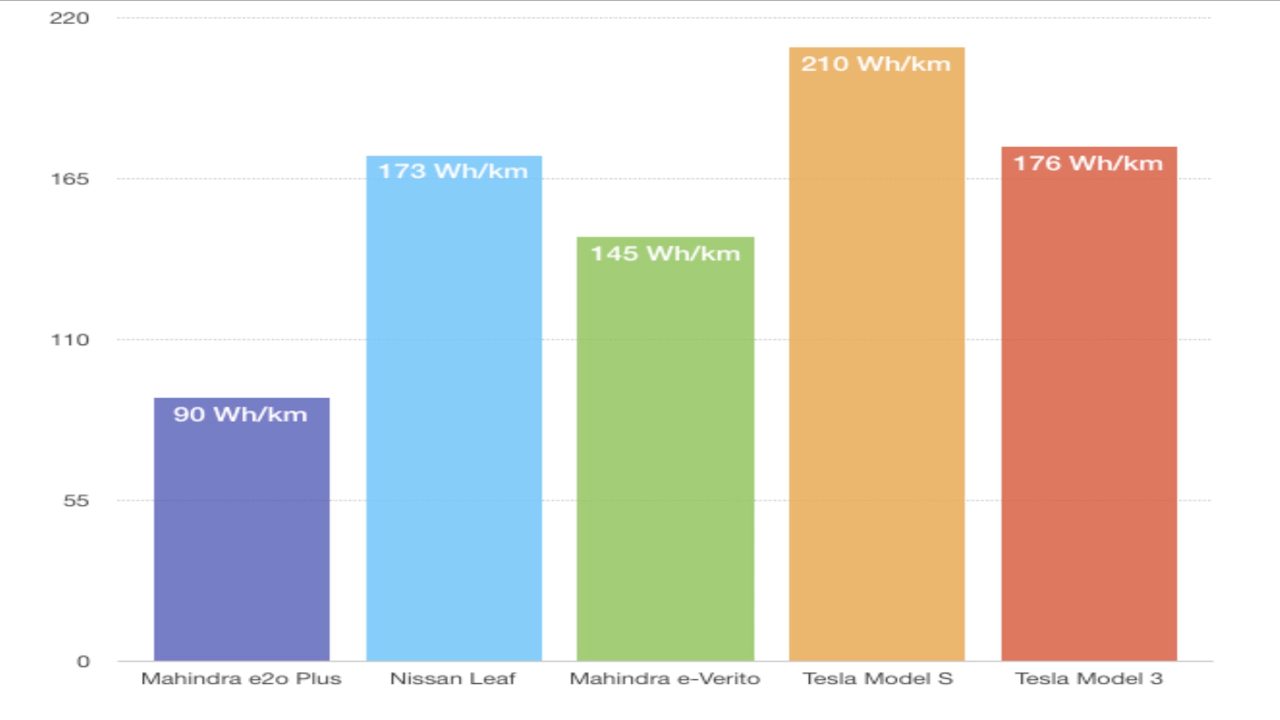 220
210 Wh/km
176 Wh/km
173 Wh/km
165
145 Wh/km
110
90 Wh/km
55
0
Mahindra e2o Plus Nissan Leaf Mahindra e-Verito Tesla Model S Tesla Model 3